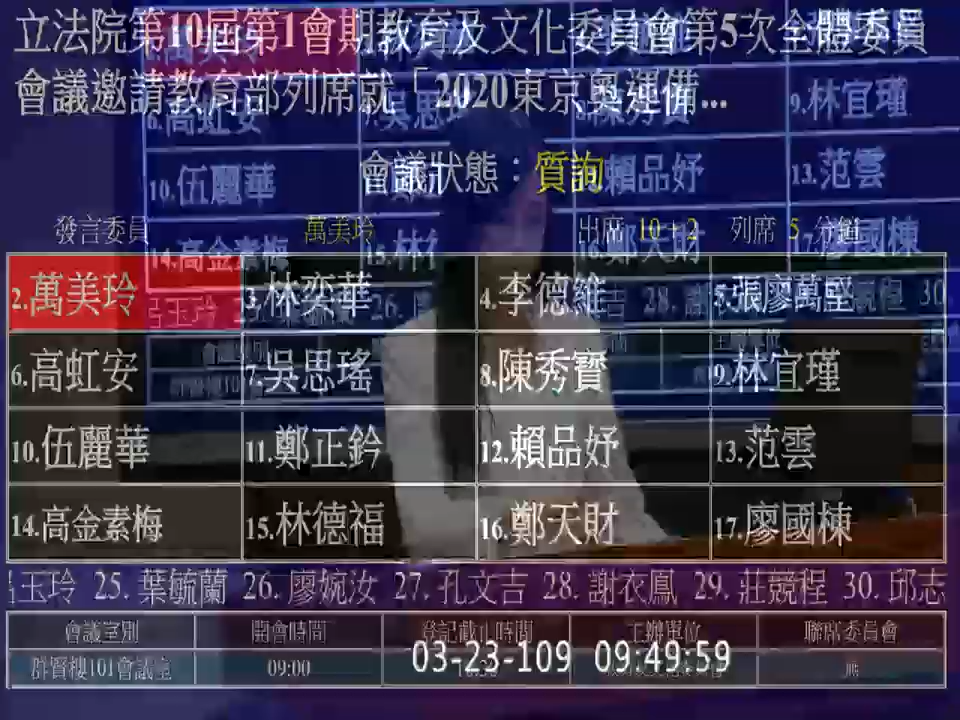 立法院第10屆第1會期教育及文化委員會第5次全體委員
會議邀請教育部列席就「2020東京奧運備...
會議狀態：質詢
發言委員 萬美玲 出席 10+2 列席 5 分鐘
2.萬美玲 3.林奕華 4.李德維 5.張廖萬堅
6.高虹安 7.吳思瑤 8.陳秀寳 9.林宜瑾
10.伍麗華 11.鄭正鈐 12.賴品妤 13.范雲
14.高金素梅 15.林德福 16.鄭天財 17.廖國棟
玉玲 25. 葉毓蘭 26. 廖婉汝 27. 孔文吉 28. 謝衣鳳 29. 莊競程 30. 邱志
會議室別 開會時間 登記截止時間 主辦單位 聯席委員會
群賢樓101會議室 09:00 無
03-23-109 09:49:59